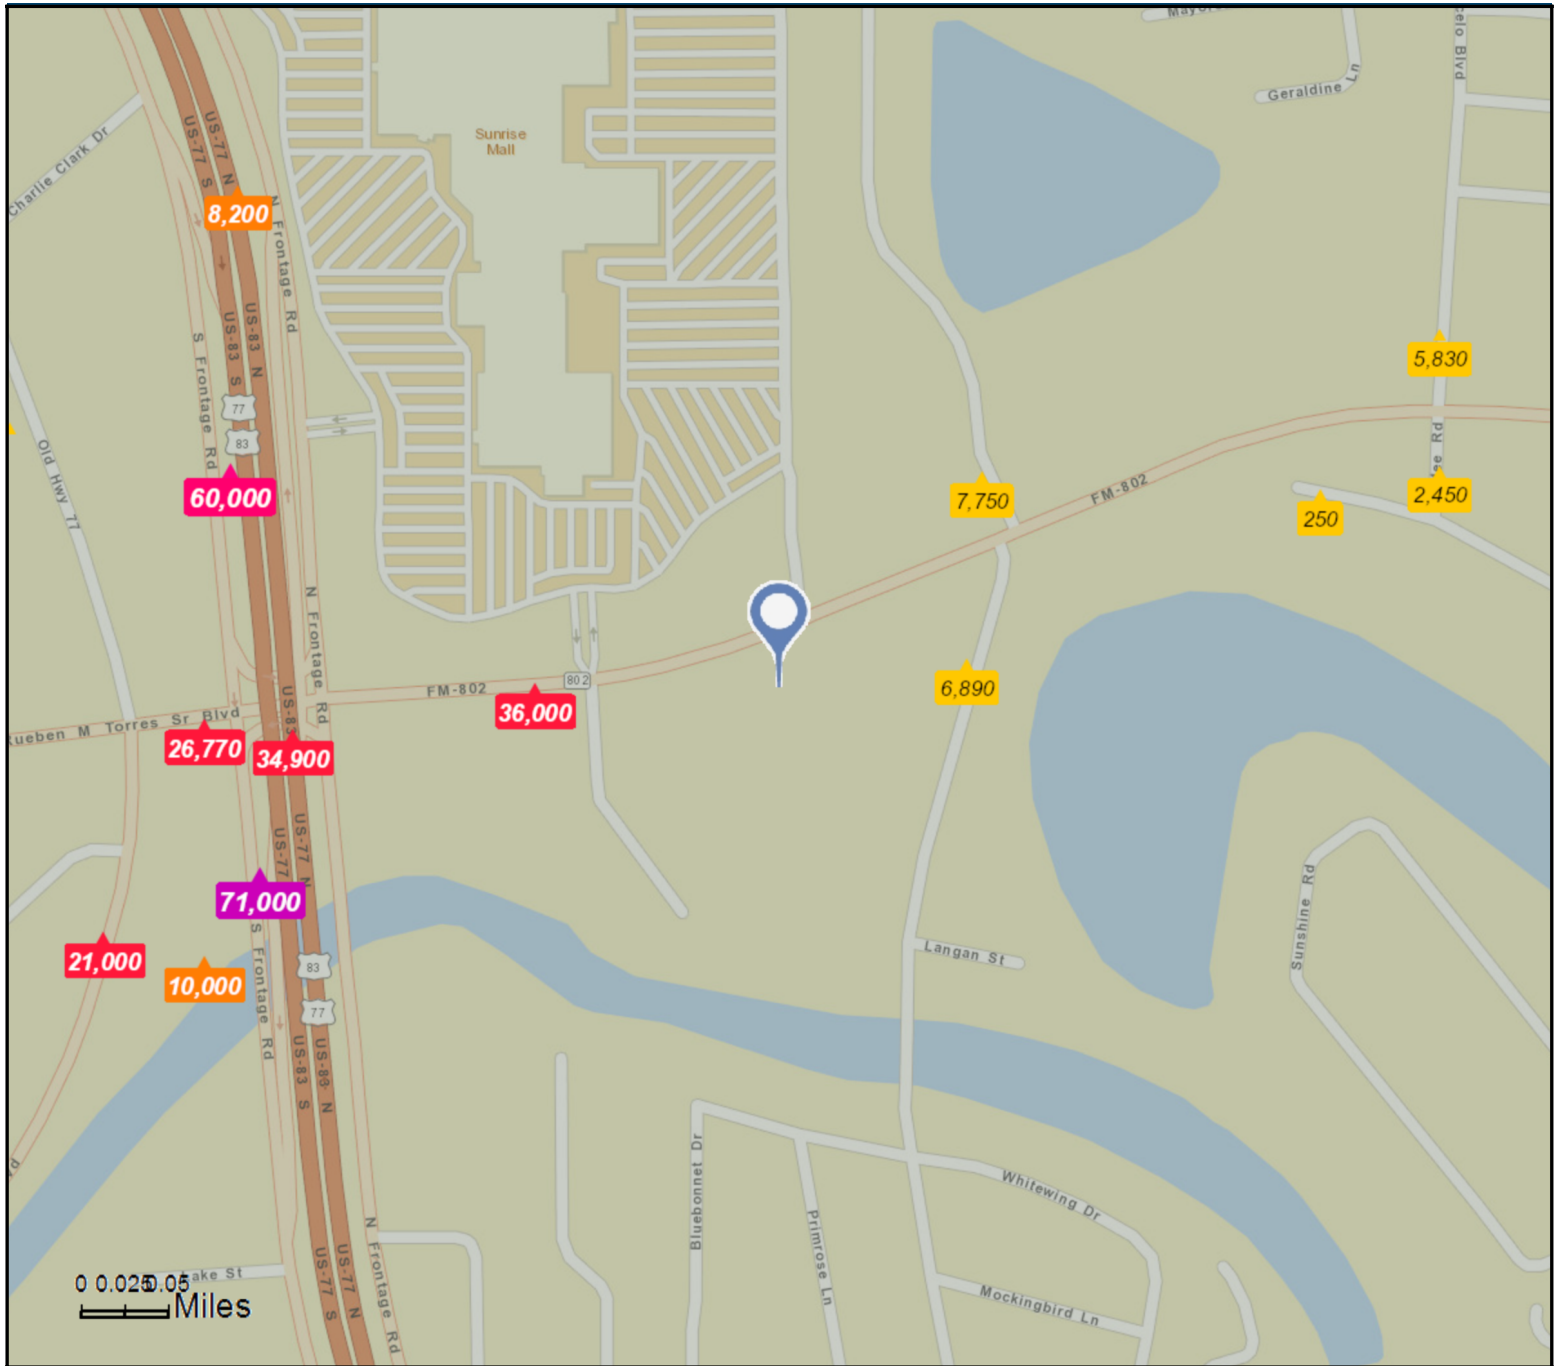 Geraldine Ln
Blvd
Charlie Clark Dr
US-77 S
US-77 N
Sunrise
Mall
8,200
N Frontage Rd
US-83 S
US-83 N
S Frontage Rd
77
83
5,830
Old Hwy 77
60,000
7,750
FM-802
2,450
250
Rd
N Frontage Rd
802
FM-802
6,890
36,000
Rueben M Torres Sr Blvd
26,770
US-83
34,900
US-77
US-77 N
71,000
S Frontage Rd
21,000
10,000
83
77
Langan St
Sunshine Rd
US-83 S
US-83 N
Bluebonnet Dr
Whitewing Dr
Primrose Ln
Mockingbird Ln
N Frontage Rd
US-77 S
US-77 N
Lake St
0 0.025 0.05
Miles